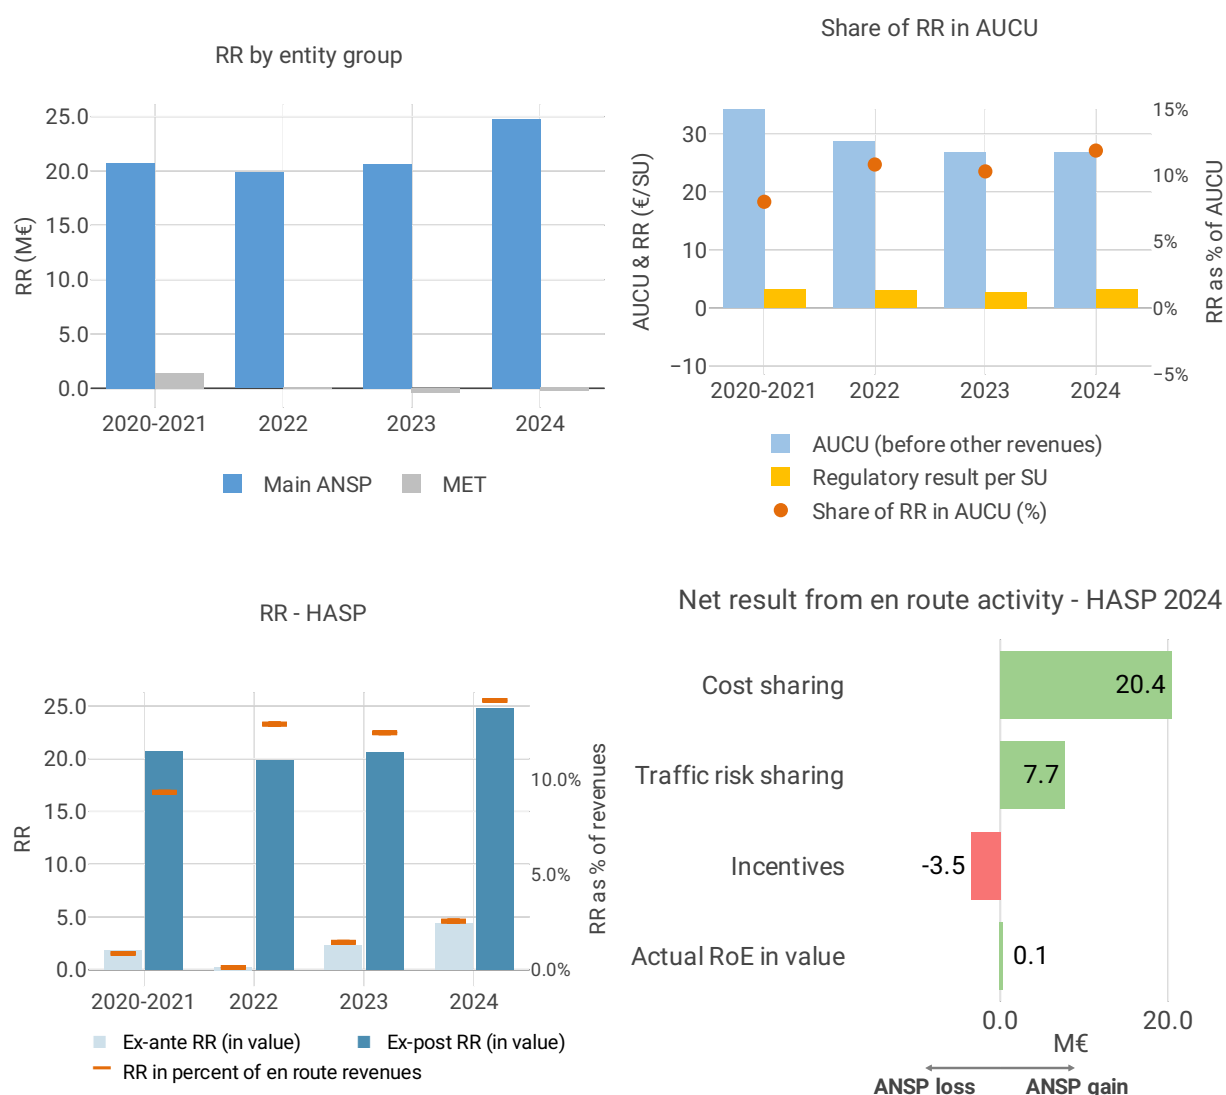 RR by entity group
25.0
20.0
15.0
10.0
5.0
0.0
RR (M€)
2020-2021
2022
2023
2024
Main ANSP
MET
Share of RR in AUCU
30
20
10
0
−10
AUCU & RR (€/SU)
15%
10%
5%
0%
−5%
RR as % of AUCU
2020-2021
2022
2023
2024
AUCU (before other revenues)
Regulatory result per SU
Share of RR in AUCU (%)
RR - HASP
25.0
20.0
15.0
10.0
5.0
0.0
RR
10.0%
5.0%
0.0%
RR as % of revenues
2020-2021
2022
2023
2024
Ex-ante RR (in value)
Ex-post RR (in value)
RR in percent of en route revenues
Net result from en route activity - HASP 2024
Cost sharing
20.4
Traffic risk sharing
7.7
Incentives
-3.5
Actual RoE in value
0.1
0.0
20.0
M€
ANSP loss
ANSP gain